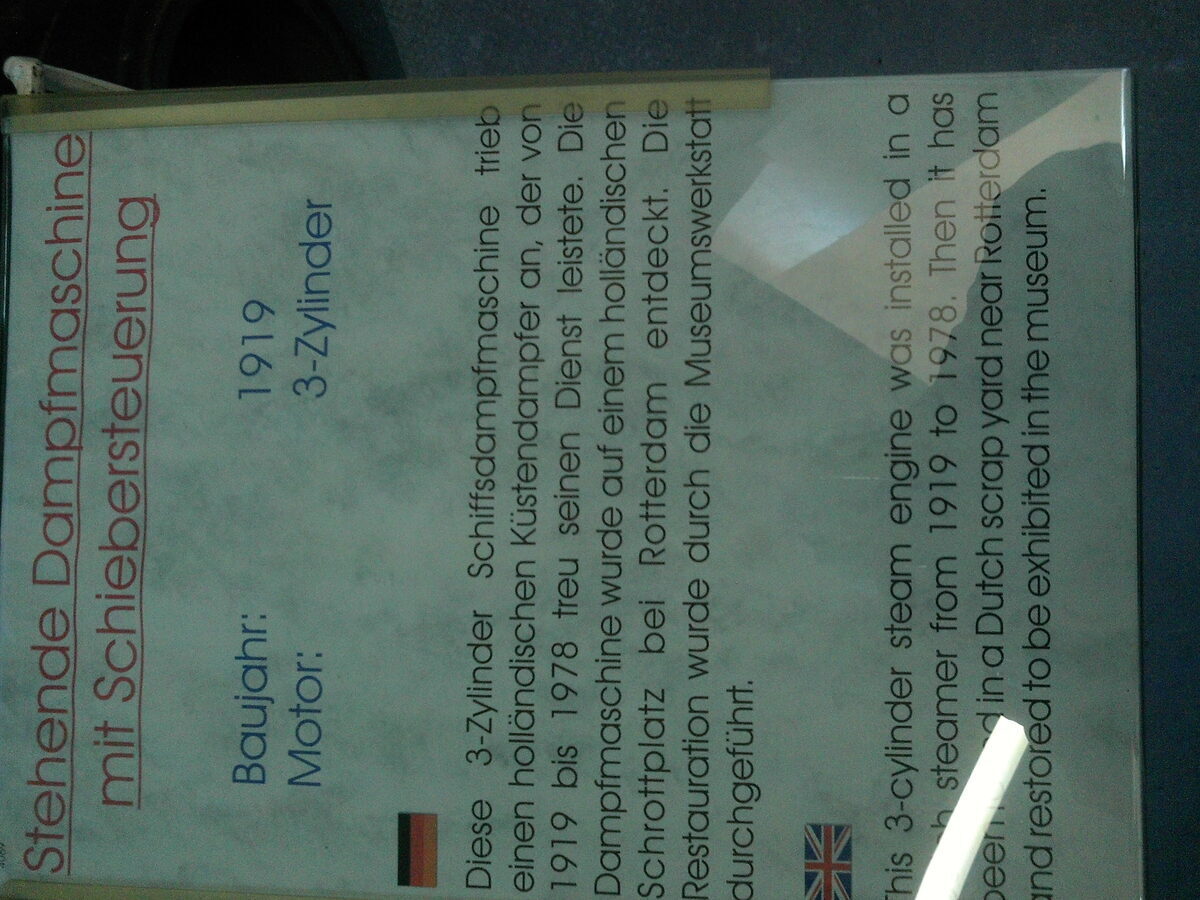 Stehende Dampfmaschine
mit Schiebersteuerung
Baujahr: 1919
Motor: 3-Zylinder
Diese 3-Zylinder Schiffsdampfmaschine trieb
einen holländischen Küstendampfer an, der von
1919 bis 1978 treu seinen Dienst leistete. Die
Dampfmaschine wurde auf einem holländischen
Schrottplatz bei Rotterdam entdeckt. Die
Restauration wurde durch die Museumswerkstatt
durchgeführt.
This 3-cylinder steam engine was installed in a
steamer from 1919 to 1978. Then it has
been in a Dutch scrap yard near Rotterdam
and restored to be exhibited in the museum.